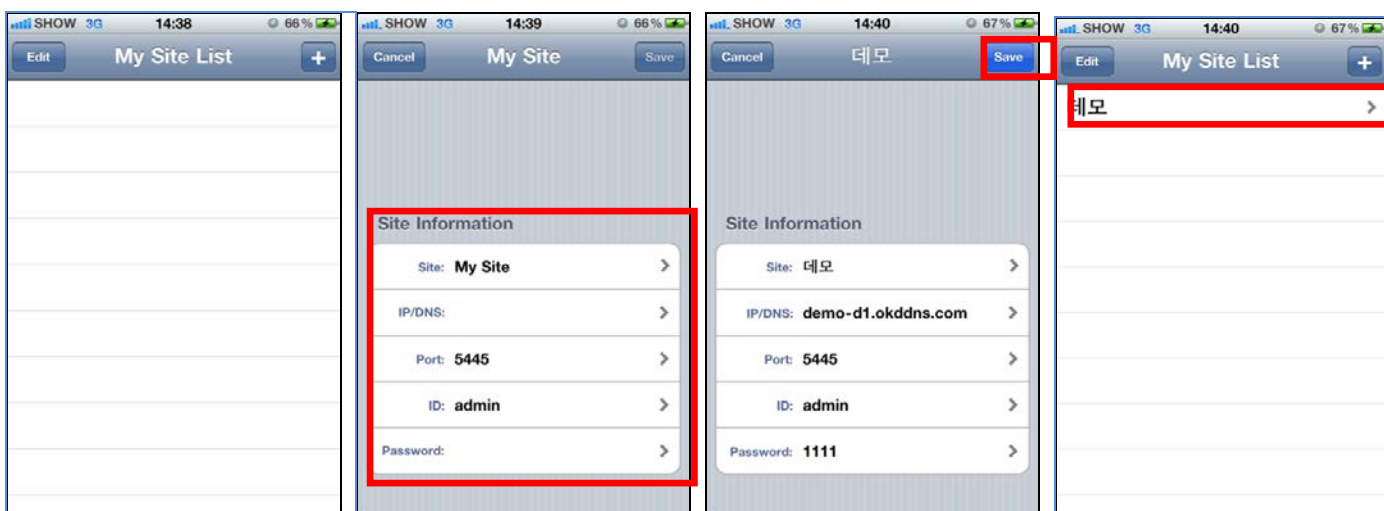 SHOW 3G 14:38 66%
Edit My Site List +
SHOW 3G 14:39 66%
Cancel My Site Save
Site Information
Site: My Site
IP/DNS:
Port: 5445
ID: admin
Password:
SHOW 3G 14:40 67%
Cancel 데모 Save
Site Information
Site: 데모
IP/DNS: demo-d1.okddns.com
Port: 5445
ID: admin
Password: 1111
SHOW 3G 14:40 67%
Edit My Site List +
데모